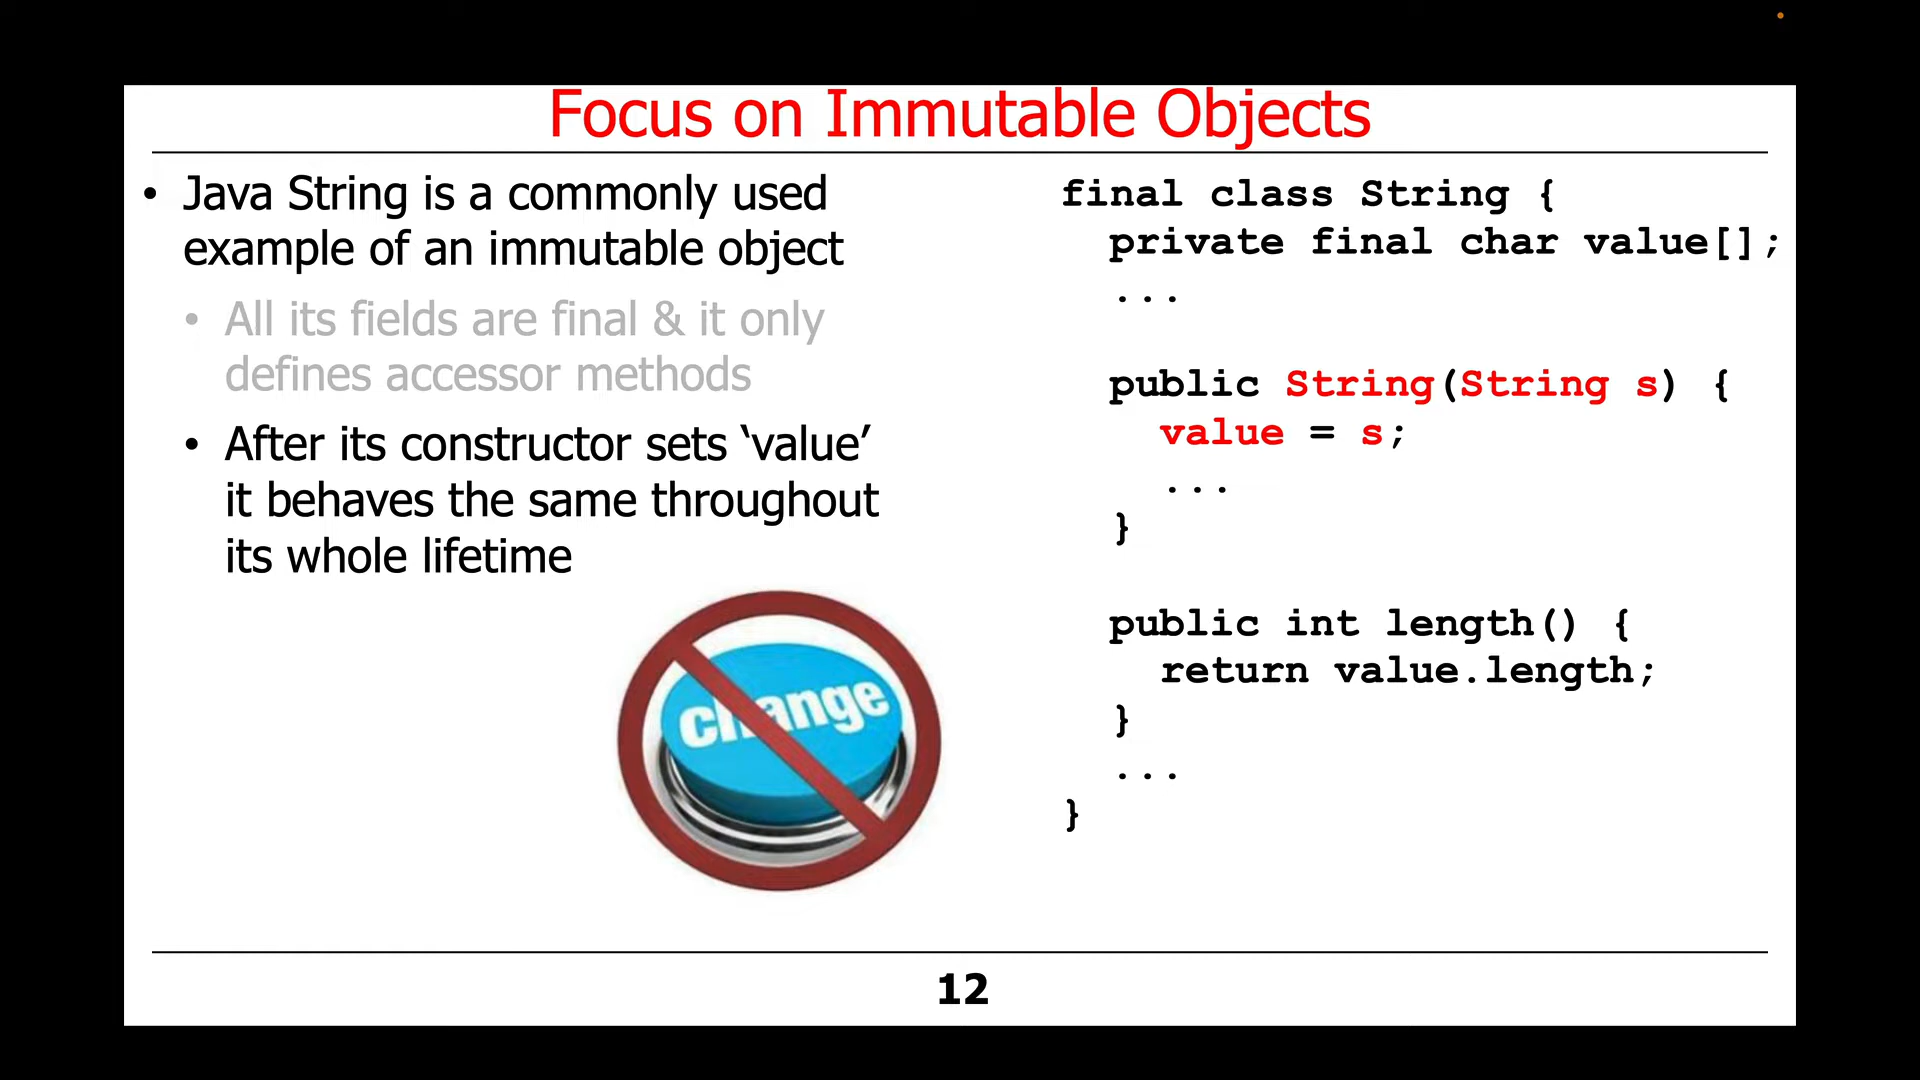 Focus on Immutable Objects
• Java String is a commonly used
example of an immutable object
• All its fields are final & it only
defines accessor methods
• After its constructor sets ‘value’
it behaves the same throughout
its whole lifetime
change
final class String {
private final char value[];
...
public String(String s) {
value = s;
...
}
public int length() {
return value.length;
}
...
}
12